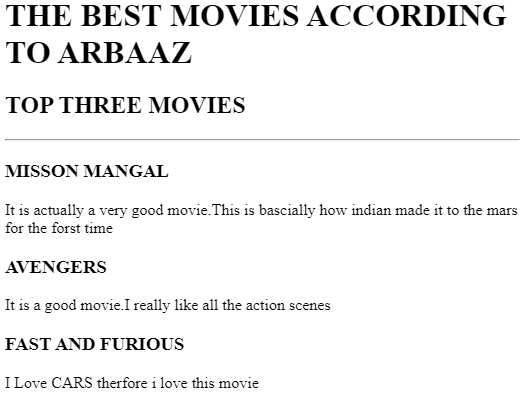 THE BEST MOVIES ACCORDING
TO ARBAAZ
TOP THREE MOVIES
MISSON MANGAL
It is actually a very good movie.This is bascially how indian made it to the mars
for the forst time
AVENGERS
It is a good movie.I really like all the action scenes
FAST AND FURIOUS
I Love CARS therfore i love this movie